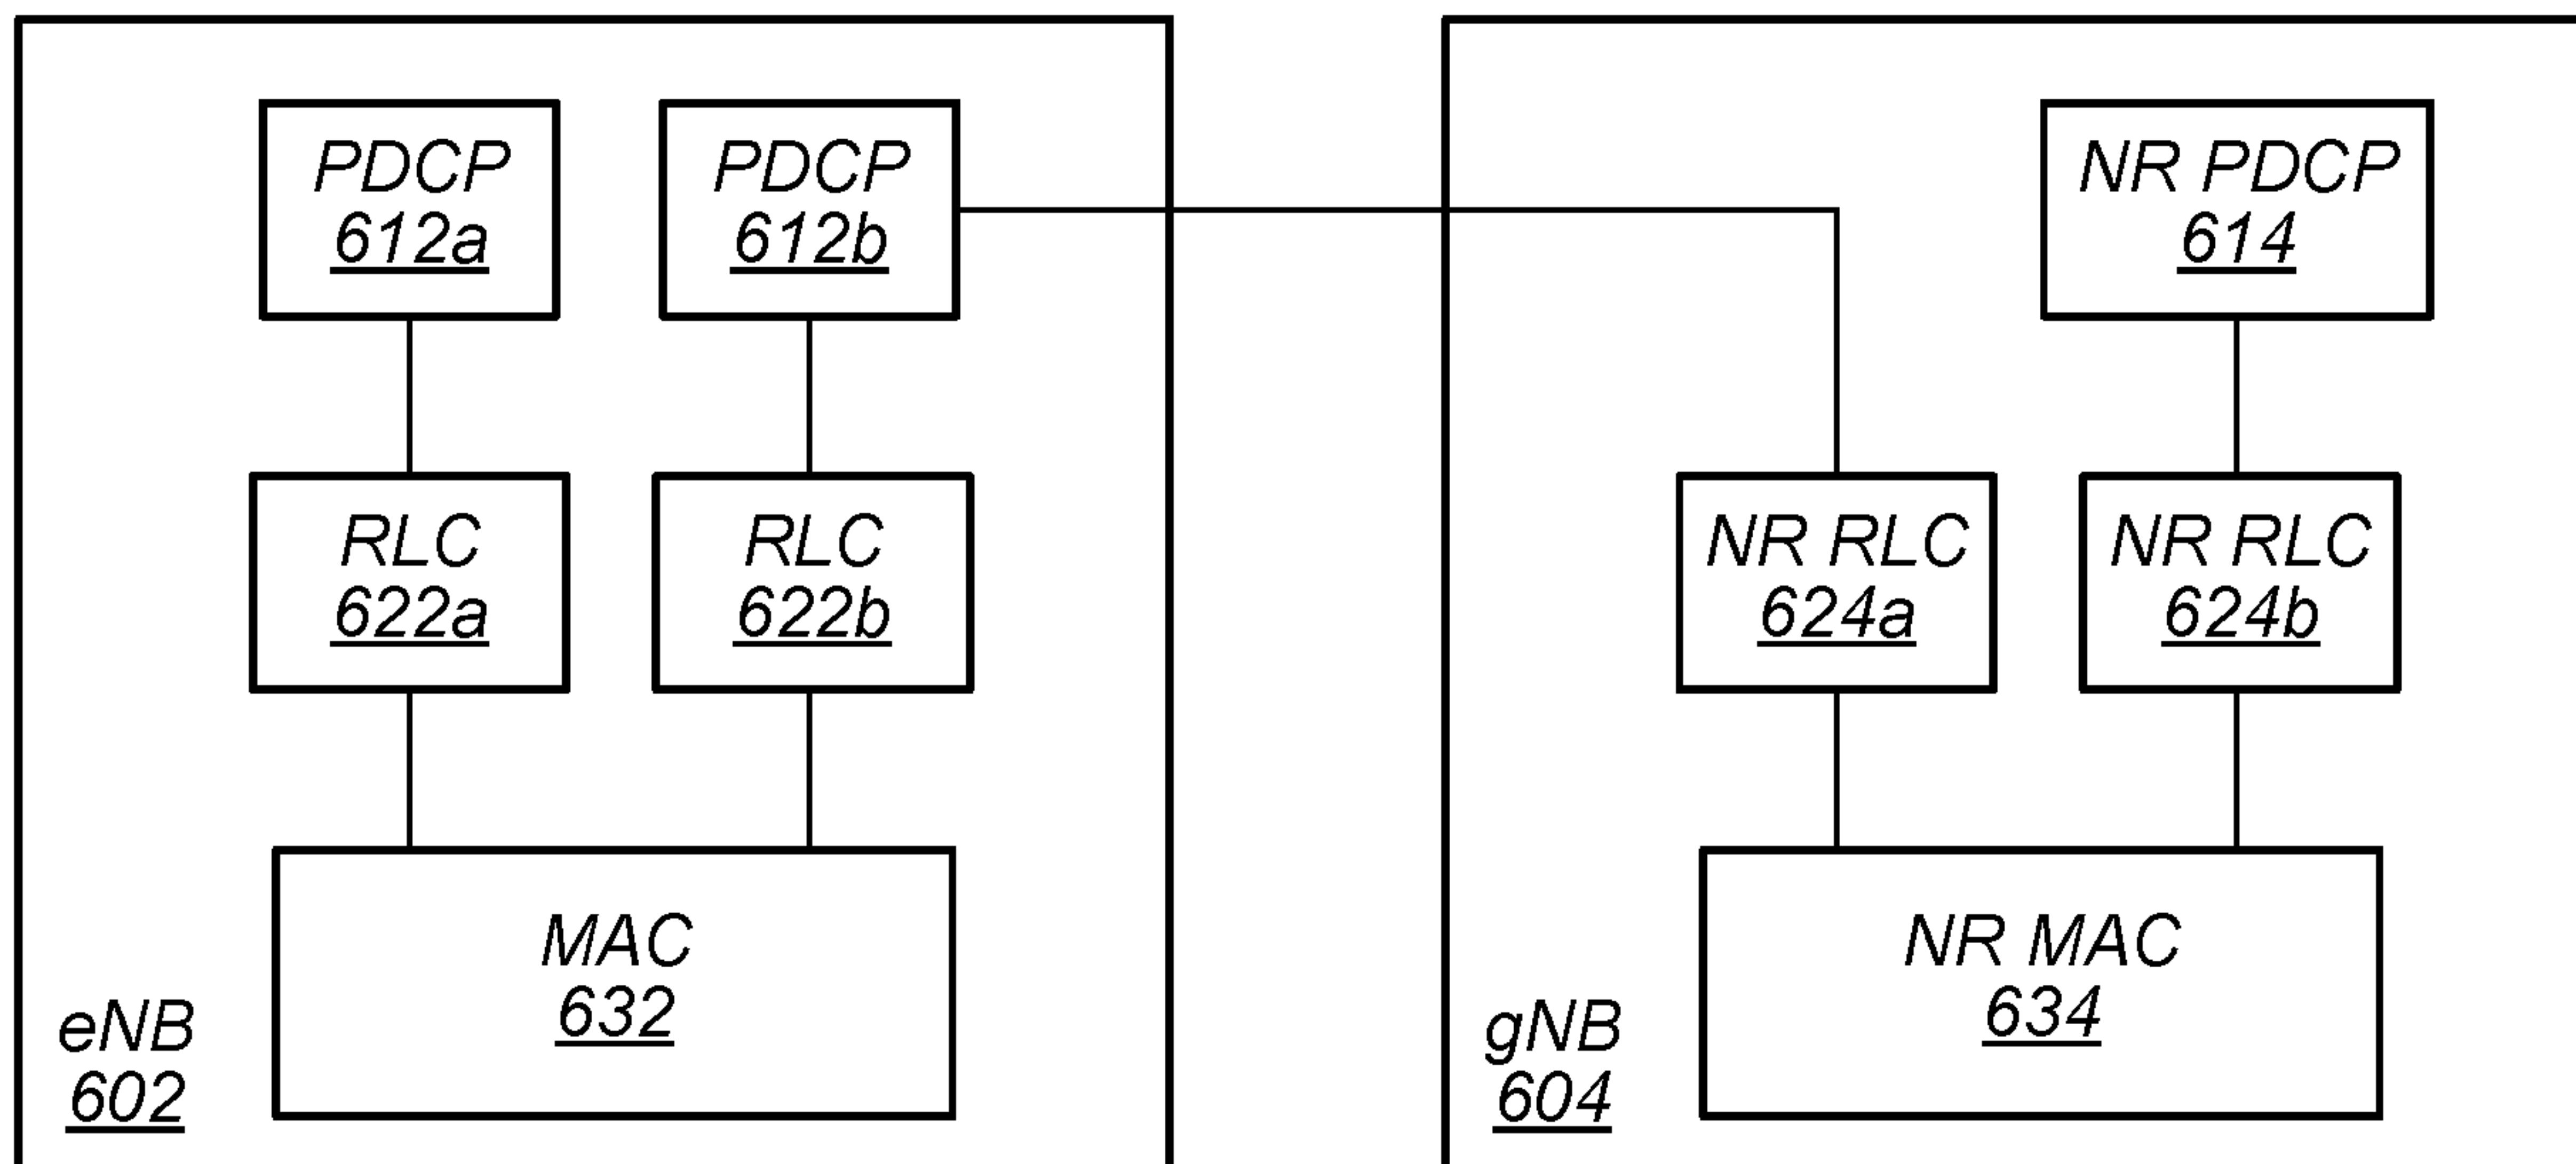 PDCP
612a
PDCP
612b
NR PDCP
614
RLC
622a
RLC
622b
NR RLC
624a
NR RLC
624b
MAC
632
NR MAC
634
eNB
602
gNB
604